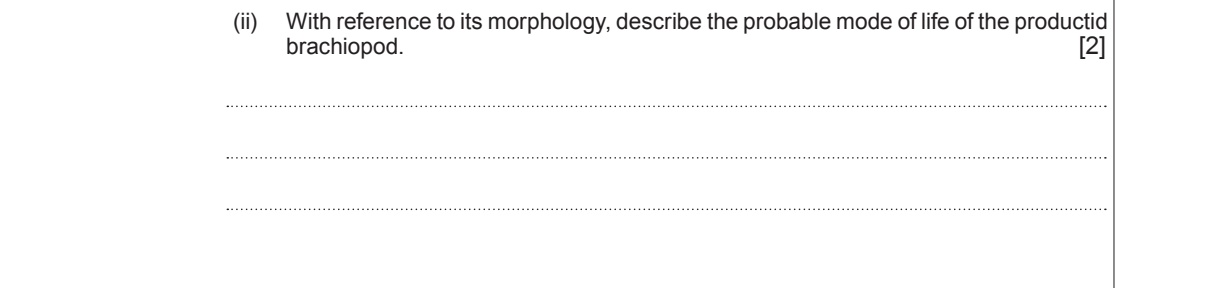 (ii) With reference to its morphology, describe the probable mode of life of the productid
brachiopod. [2]